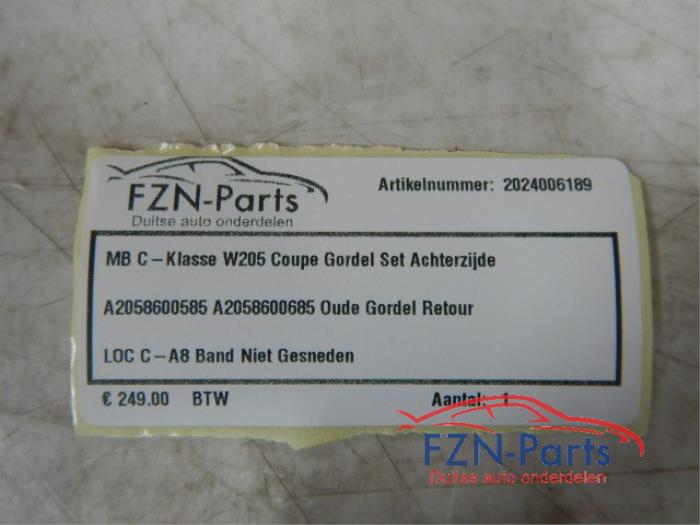 FZN-Parts
Duitse auto onderdelen
Artikelnummer: 2024006189
MB C-Klasse W205 Coupe Gordel Set Achterzijde
A2058600585 A2058600685 Oude Gordel Retour
LOC C-A8 Band Niet Gesneden
€ 249.00 BTW Aantal: 1
FZN-Parts
Duitse auto onderdelen